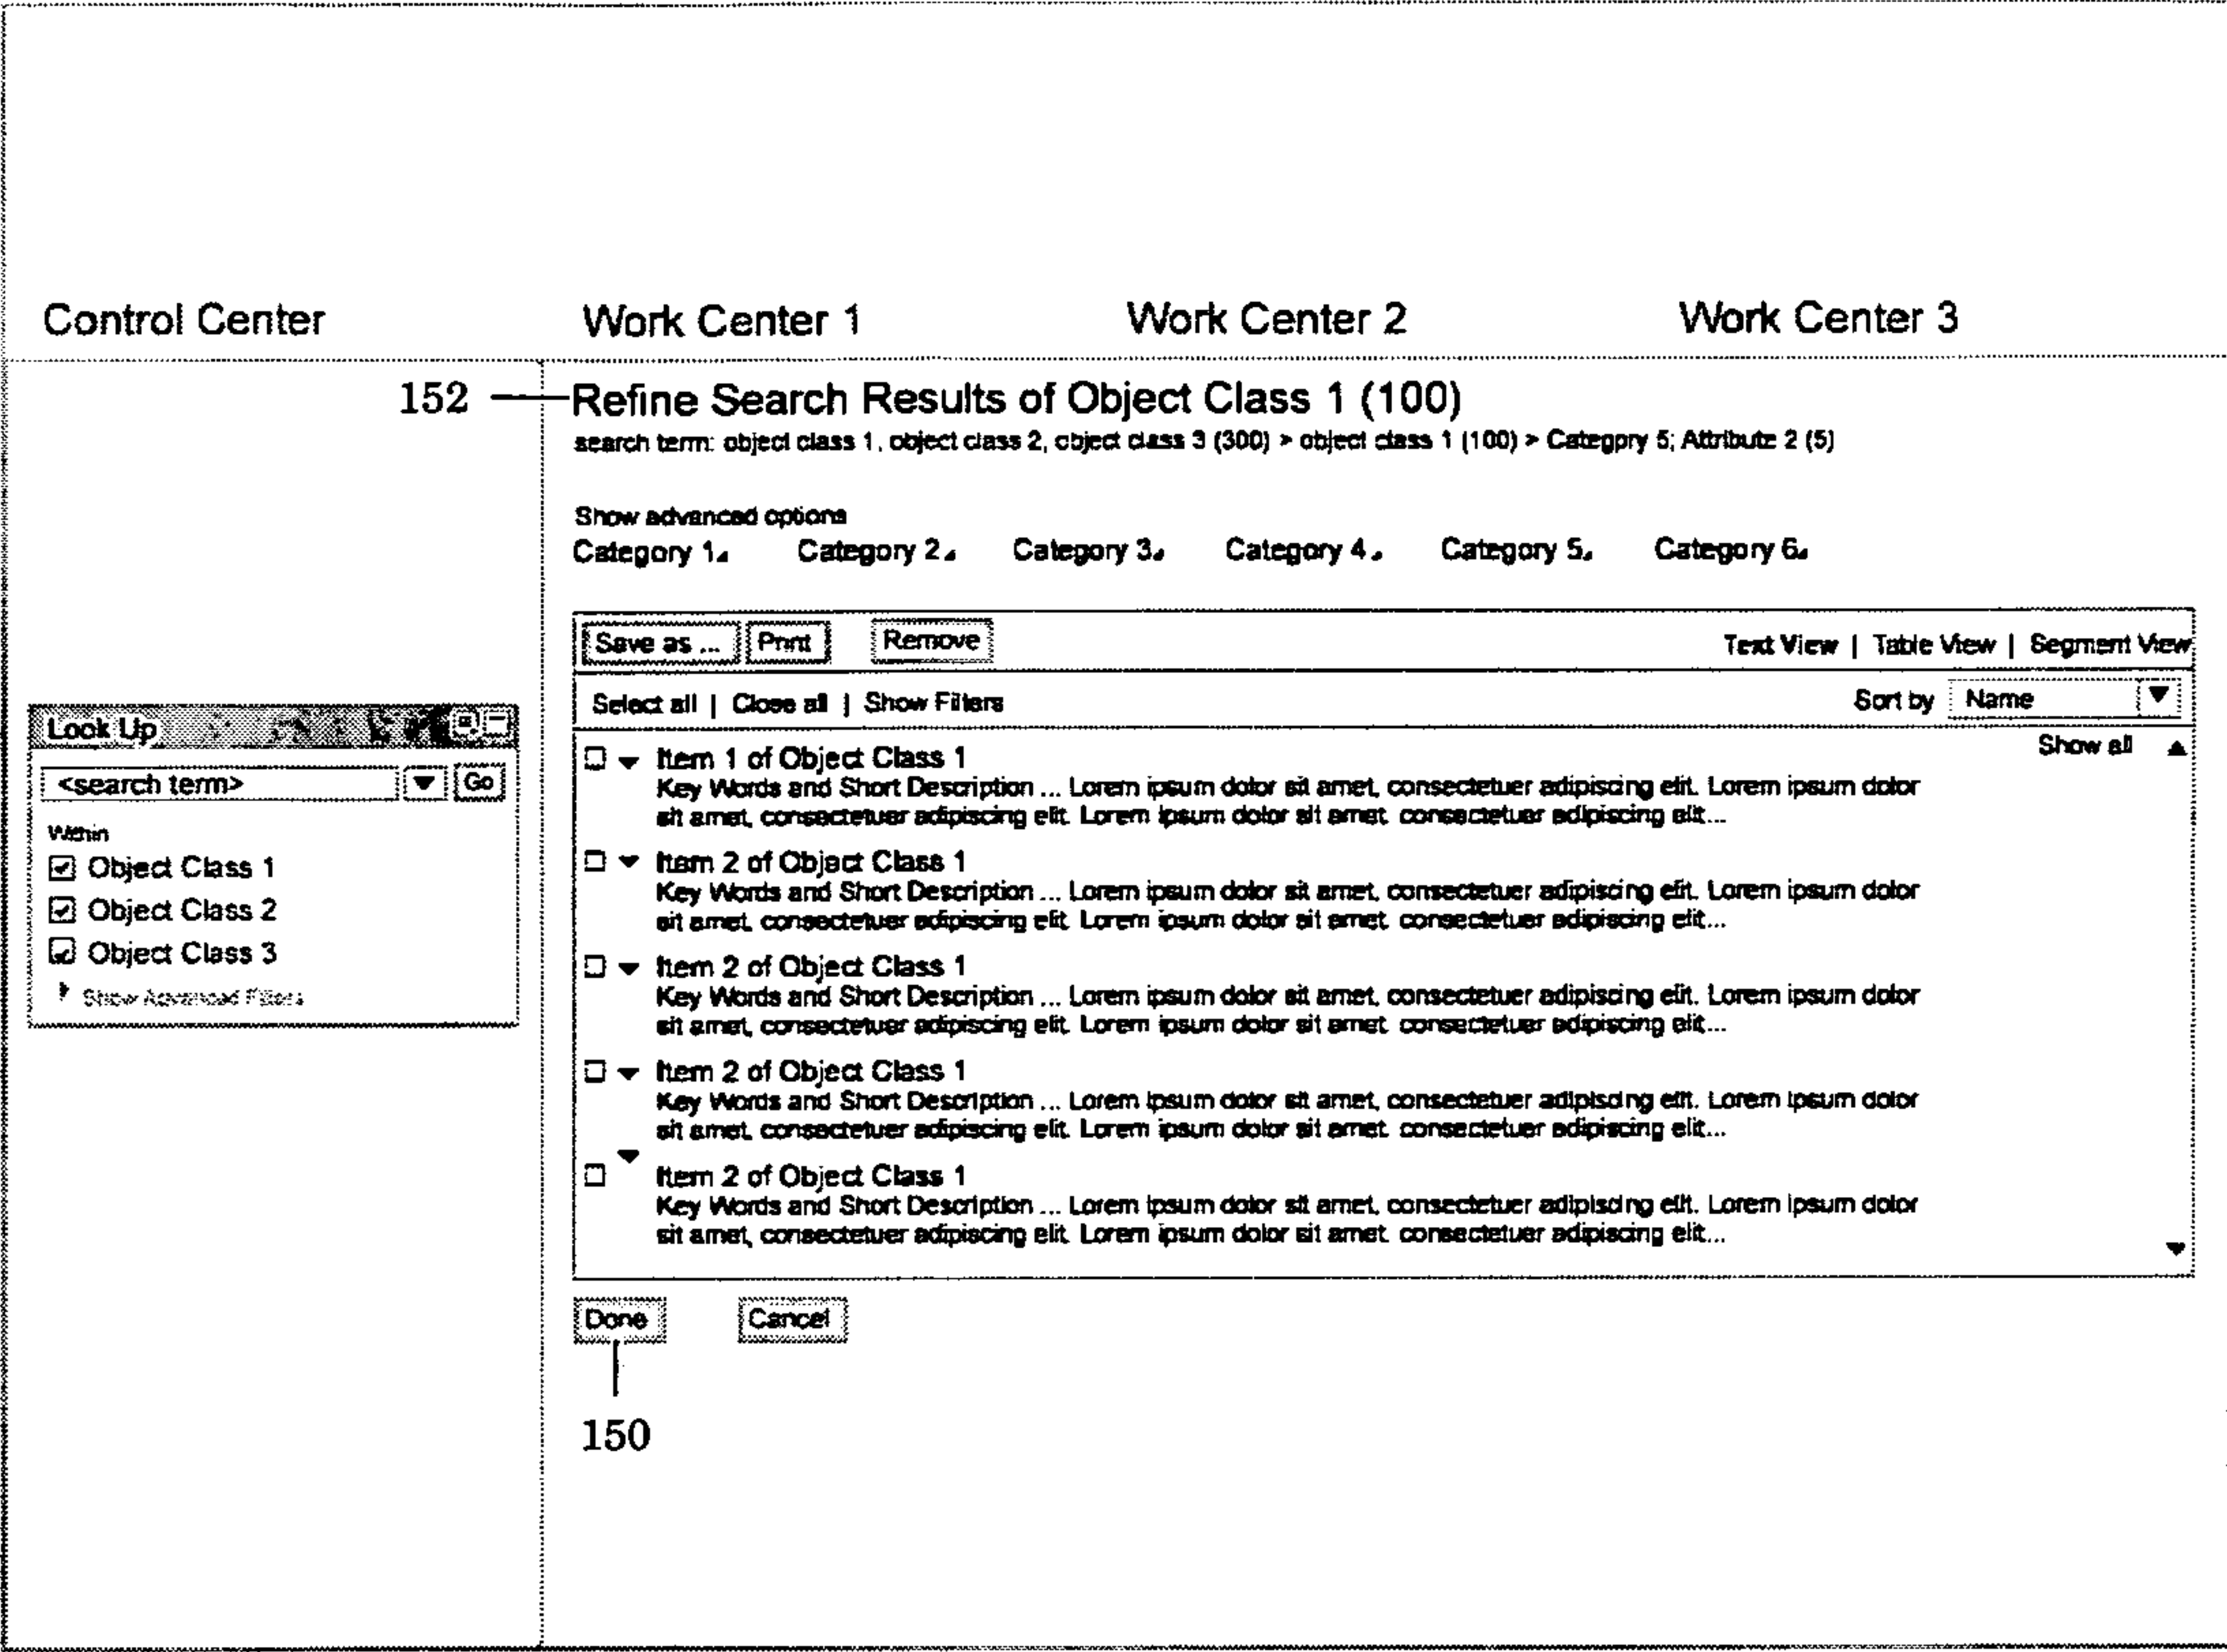 Control Center
Work Center 1
Work Center 2
Work Center 3
152
Refine Search Results of Object Class 1 (100)
search term: object class 1, object class 2, object class 3 (300) > object class 1 (100) > Categpry 5; Attribute 2 (5)
Show advanced options
Category 1
Category 2
Category 3
Category 4
Category 5
Category 6
Save as ...
Print
Remove
Text View | Table View | Segment View
Select all | Close all | Show Filters
Sort by
Name
Show all
Look Up
<search term>
Go
Within
Object Class 1
Object Class 2
Object Class 3
Show Advanced Filters
Item 1 of Object Class 1
Key Words and Short Description ... Lorem ipsum dolor sit amet, consectetuer adipiscing elit. Lorem ipsum dolor
sit amet, consectetuer adipiscing elit. Lorem ipsum dolor sit amet. consectetuer adipiscing elit...
Item 2 of Object Class 1
Key Words and Short Description ... Lorem ipsum dolor sit amet, consectetuer adipiscing elit. Lorem ipsum dolor
sit amet, consectetuer adipiscing elit. Lorem ipsum dolor sit amet. consectetuer adipiscing elit...
Item 2 of Object Class 1
Key Words and Short Description ... Lorem ipsum dolor sit amet, consectetuer adipiscing elit. Lorem ipsum dolor
sit amet, consectetuer adipiscing elit. Lorem ipsum dolor sit amet. consectetuer adipiscing elit...
Item 2 of Object Class 1
Key Words and Short Description ... Lorem ipsum dolor sit amet, consectetuer adipiscing elit. Lorem ipsum dolor
sit amet, consectetuer adipiscing elit. Lorem ipsum dolor sit amet. consectetuer adipiscing elit...
Item 2 of Object Class 1
Key Words and Short Description ... Lorem ipsum dolor sit amet, consectetuer adipiscing elit. Lorem ipsum dolor
sit amet, consectetuer adipiscing elit. Lorem ipsum dolor sit amet. consectetuer adipiscing elit...
Done
Cancel
150